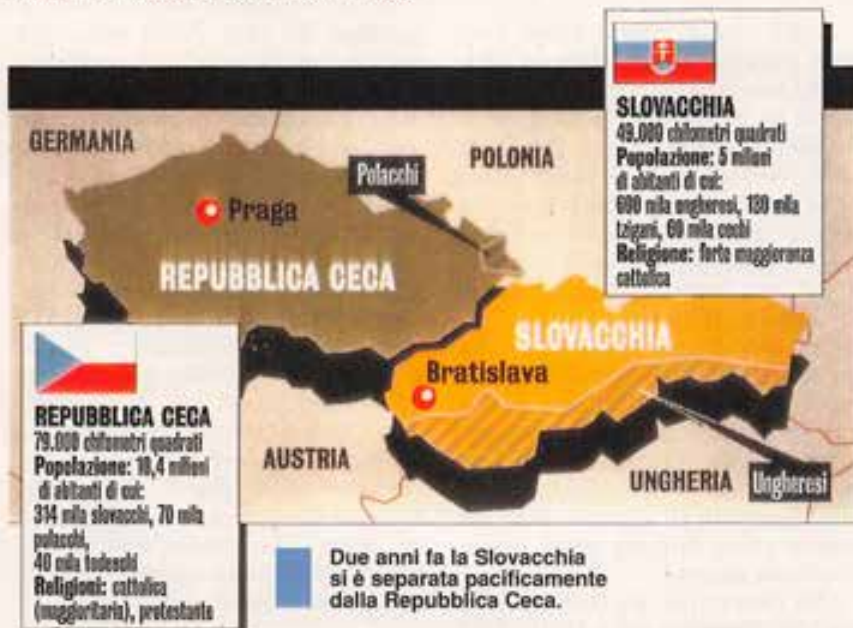 SLOVACCHIA
49.000 chilometri quadrati
Popolazione: 5 milioni
di abitanti di cui:
600 mila ungheresi, 130 mila
tzigani, 60 mila cechi
Religione: forte maggioranza
cattolica
GERMANIA
POLONIA
Polacchi
Praga
REPUBBLICA CECA
SLOVACCHIA
Bratislava
AUSTRIA
UNGHERIA
Ungheresi
REPUBBLICA CECA
79.000 chilometri quadrati
Popolazione: 10,4 milioni
di abitanti di cui:
314 mila slovacchi, 70 mila
polacchi,
40 mila tedeschi
Religioni: cattolica
(maggioritaria), protestante
Due anni fa la Slovacchia
si è separata pacificamente
dalla Repubblica Ceca.